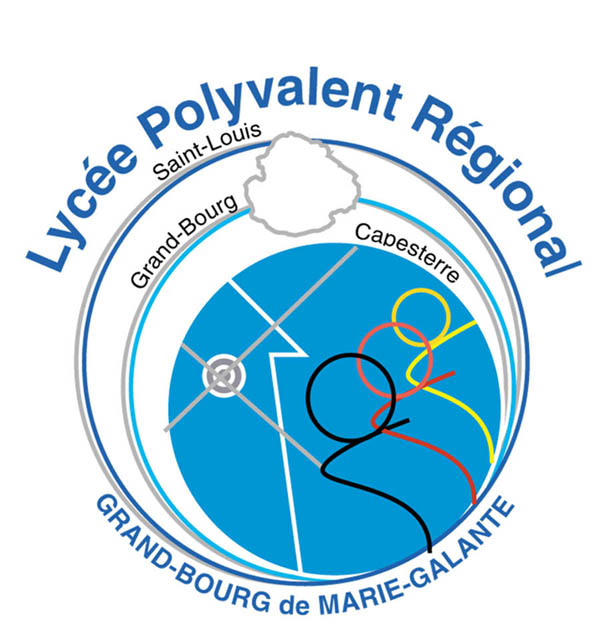 Lycée Polyvalent Régional
Saint-Louis
Grand-Bourg
Capesterre
GRAND-BOURG de MARIE-GALANTE